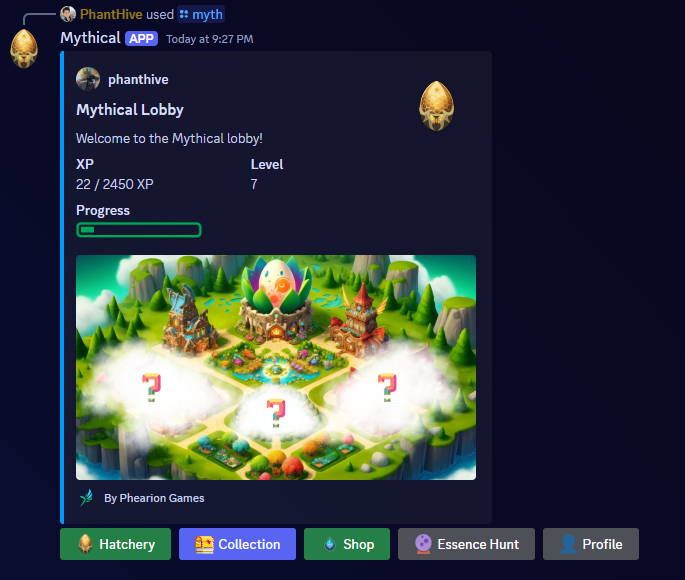 PhantHive used myth
Mythical APP Today at 9:27 PM
phanthive
Mythical Lobby
Welcome to the Mythical lobby!
XP Level
22 / 2450 XP 7
Progress
? ? ?
By Phearion Games
Hatchery Collection Shop Essence Hunt Profile